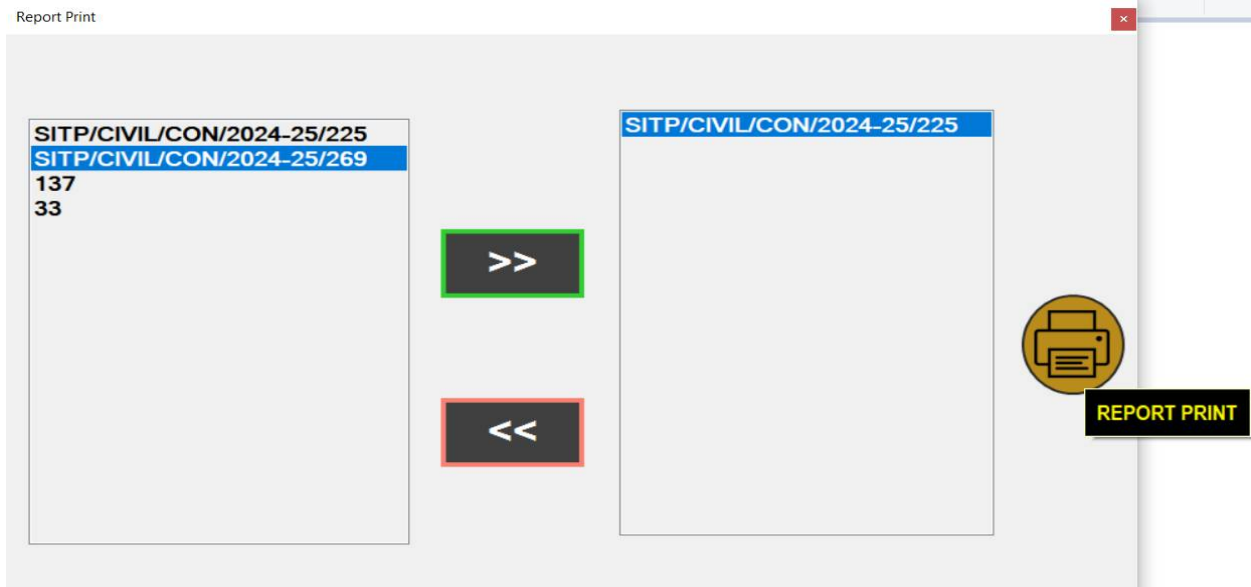 Report Print
SITP/CIVIL/CON/2024-25/225
SITP/CIVIL/CON/2024-25/269
137
33
>>
<<
SITP/CIVIL/CON/2024-25/225
REPORT PRINT